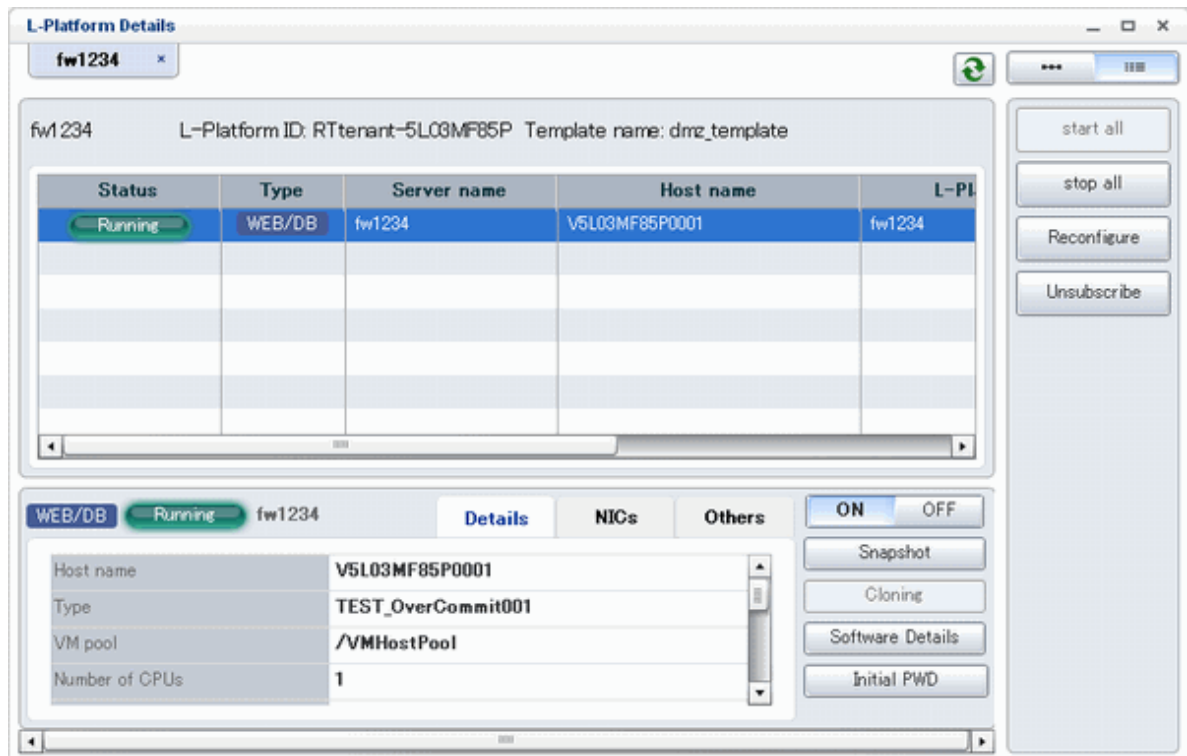 L-Platform Details
fw1234 ×
fw1234 L-Platform ID: RTtenant-5L03MF85P Template name: dmz_template
start all
Status Type Server name Host name L-Pl
stop all
Running WEB/DB fw1234 V5L03MF85P0001 fw1234
Reconfigure
Unsubscribe
WEB/DB Running fw1234 Details NICs Others ON OFF
Snapshot
Host name V5L03MF85P0001
Cloning
Type TEST_OverCommit001
Software Details
VM pool /VMHostPool
Initial PWD
Number of CPUs 1